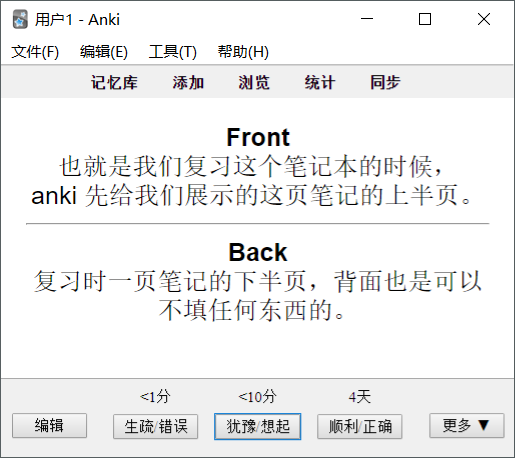 用户1 - Anki
文件(F) 编辑(E) 工具(T) 帮助(H)
记忆库 添加 浏览 统计 同步
Front
也就是我们复习这个笔记本的时候，
anki 先给我们展示的这页笔记的上半页。
Back
复习时一页笔记的下半页，背面也是可以
不填任何东西的。
<1分 <10分 4天
编辑 生疏/错误 犹豫/想起 顺利/正确 更多 ▼